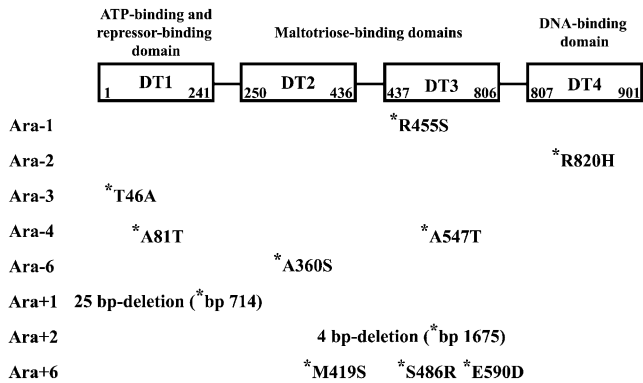 ATP-binding and repressor-binding domain
Maltotriose-binding domains
DNA-binding domain
DT1 1 241
DT2 250 436
DT3 437 806
DT4 807 901
Ara-1 *R455S
Ara-2 *R820H
Ara-3 *T46A
Ara-4 *A81T *A547T
Ara-6 *A360S
Ara+1 25 bp-deletion (*bp 714)
Ara+2 4 bp-deletion (*bp 1675)
Ara+6 *M419S *S486R *E590D